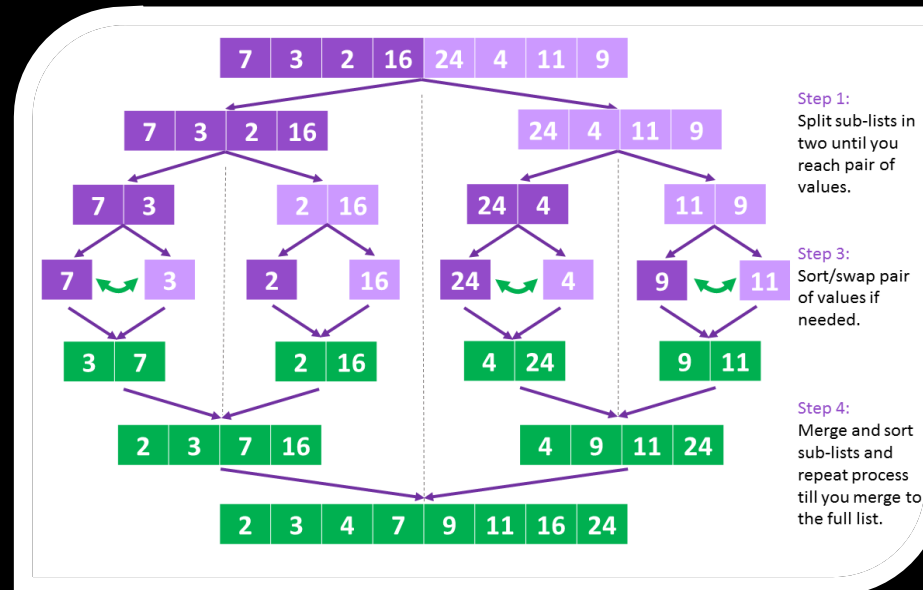 7 3 2 16 24 4 11 9
Step 1:
Split sub-lists in
two until you
reach pair of
values.
7 3 2 16
24 4 11 9
7 3
2 16
24 4
11 9
Step 3:
Sort/swap pair
of values if
needed.
7
3
2
16
24
4
9
11
3 7
2 16
4 24
9 11
Step 4:
Merge and sort
sub-lists and
repeat process
till you merge to
the full list.
2 3 7 16
4 9 11 24
2 3 4 7 9 11 16 24